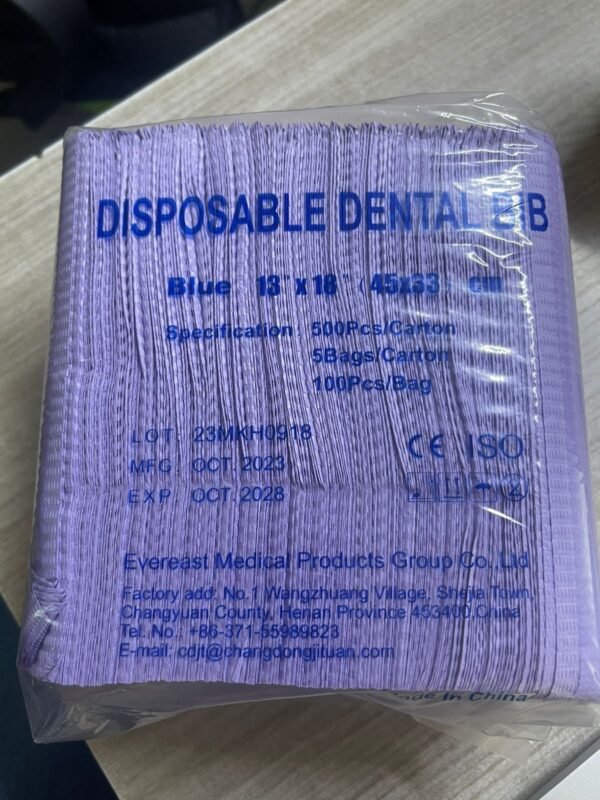 DISPOSABLE DENTAL BIB
Blue 13"x18" (45x33) cm
Specification: 500Pcs/Carton
5Bags/Carton
100Pcs/Bag
LOT: 23MKH0918
MFG: OCT. 2023
EXP: OCT. 2028
CE ISO
Evereast Medical Products Group Co., Ltd
Factory add: No.1 Wangzhuang Village, Shejia Town,
Changyuan County, Henan Province 453400,China
Tel. No.: +86-371-55989823
E-mail: cdjt@changdongjituan.com
Made In China